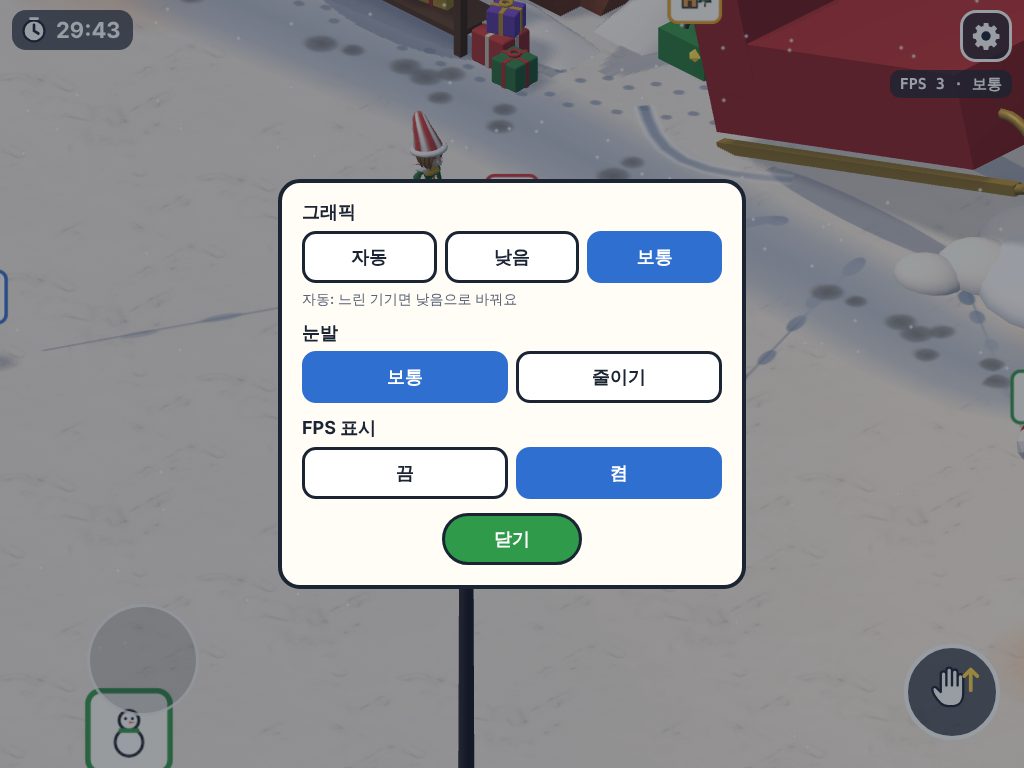 29:43
FPS 3 · 보통
그래픽
자동
낮음
보통
자동: 느린 기기면 낮음으로 바꿔요
눈발
보통
줄이기
FPS 표시
끔
켬
닫기